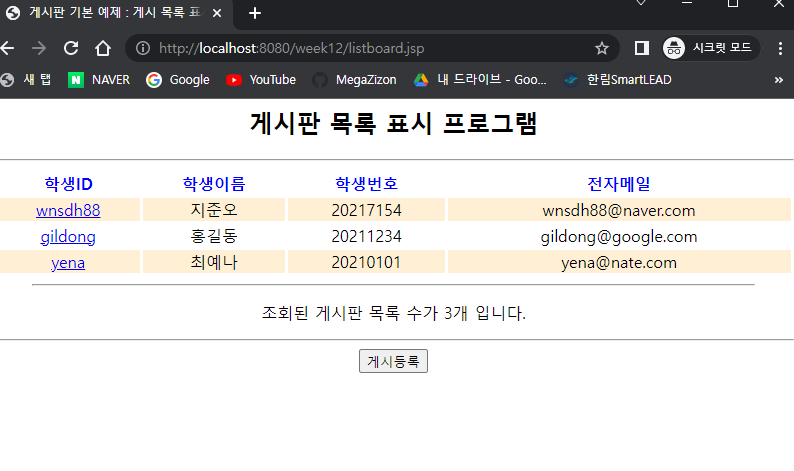 게시판 기본 예제 : 게시 목록 표
http://localhost:8080/week12/listboard.jsp
시크릿 모드
새 탭 NAVER Google YouTube MegaZizon 내 드라이브 - Goo... 한림SmartLEAD »
게시판 목록 표시 프로그램
학생ID 학생이름 학생번호 전자메일
wnsdh88 지준오 20217154 wnsdh88@naver.com
gildong 홍길동 20211234 gildong@google.com
yena 최예나 20210101 yena@nate.com
조회된 게시판 목록 수가 3개 입니다.
게시등록